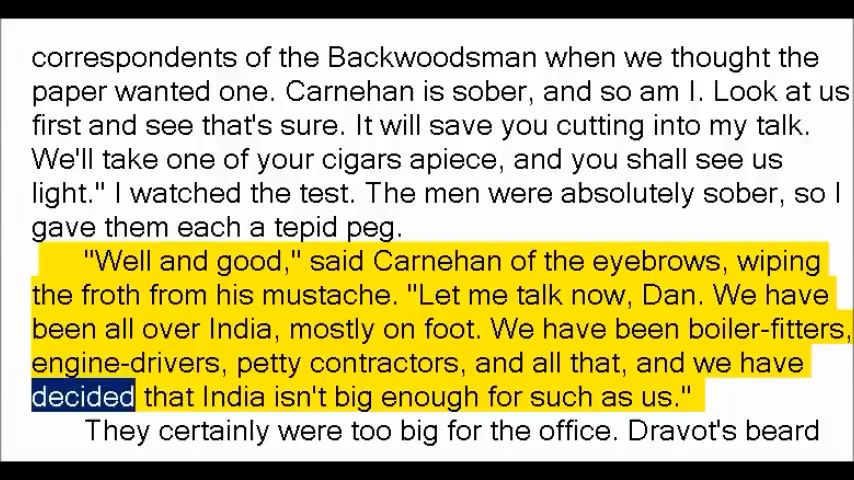 correspondents of the Backwoodsman when we thought the
paper wanted one. Carnehan is sober, and so am I. Look at us
first and see that's sure. It will save you cutting into my talk.
We'll take one of your cigars apiece, and you shall see us
light." I watched the test. The men were absolutely sober, so I
gave them each a tepid peg.
"Well and good," said Carnehan of the eyebrows, wiping
the froth from his mustache. "Let me talk now, Dan. We have
been all over India, mostly on foot. We have been boiler-fitters,
engine-drivers, petty contractors, and all that, and we have
decided that India isn't big enough for such as us."
They certainly were too big for the office. Dravot's beard